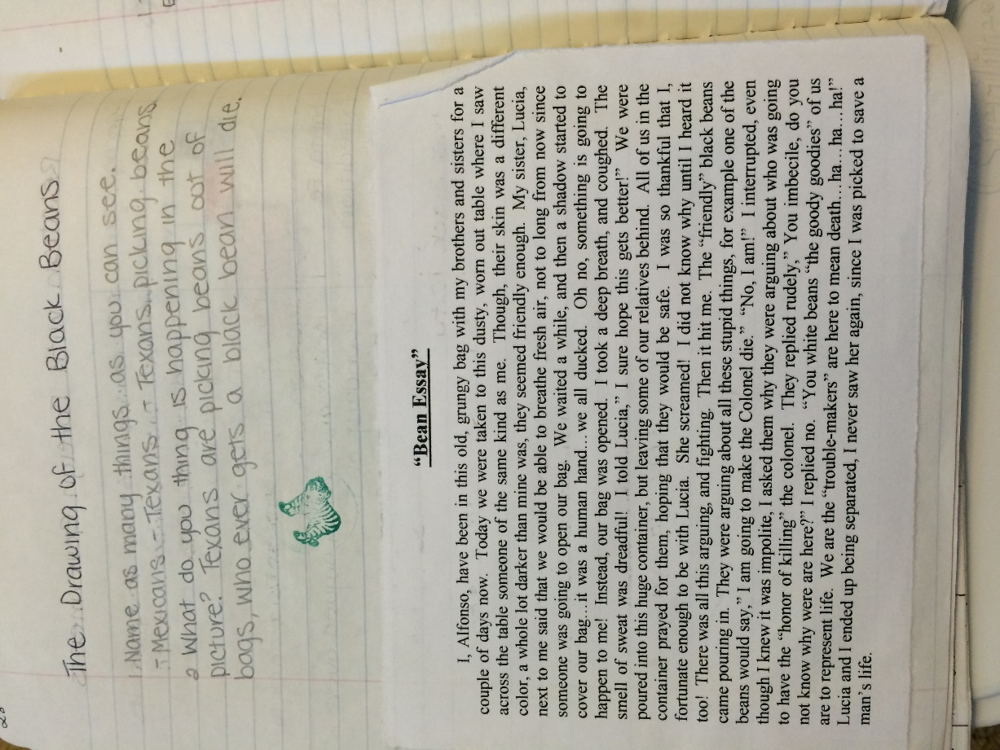 The Drawing of the Black Beans
1. Name as many things as you can see.
- Mexicans - Texans - Texans picking beans.
2 What do you thing is happening in the
picture? Texans are picking beans out of
bags, who ever gets a black bean will die.
“Bean Essay”
I, Alfonso, have been in this old, grungy bag with my brothers and sisters for a
couple of days now. Today we were taken to this dusty, worn out table where I saw
across the table someone of the same kind as me. Though, their skin was a different
color, a whole lot darker than mine was, they seemed friendly enough. My sister, Lucia,
next to me said that we would be able to breathe fresh air, not to long from now since
someone was going to open our bag. We waited a while, and then a shadow started to
cover our bag…it was a human hand…we all ducked. Oh no, something is going to
happen to me! Instead, our bag was opened. I took a deep breath, and coughed. The
smell of sweat was dreadful! I told Lucia,” I sure hope this gets better!” We were
poured into this huge container, but leaving some of our relatives behind. All of us in the
container prayed for them, hoping that they would be safe. I was so thankful that I,
fortunate enough to be with Lucia. She screamed! I did not know why until I heard it
too! There was all this arguing, and fighting. Then it hit me. The “friendly” black beans
came pouring in. They were arguing about all these stupid things, for example one of the
beans would say,” I am going to make the Colonel die.” “No, I am!” I interrupted, even
though I knew it was impolite, I asked them why they were arguing about who was going
to have the “honor of killing” the colonel. They replied rudely,” You imbecile, do you
not know why were are here?” I replied no. “You white beans “the goody goodies” of us
are to represent life. We are the “trouble-makers” are here to mean death…ha…ha…ha!”
Lucia and I ended up being separated, I never saw her again, since I was picked to save a
man’s life.